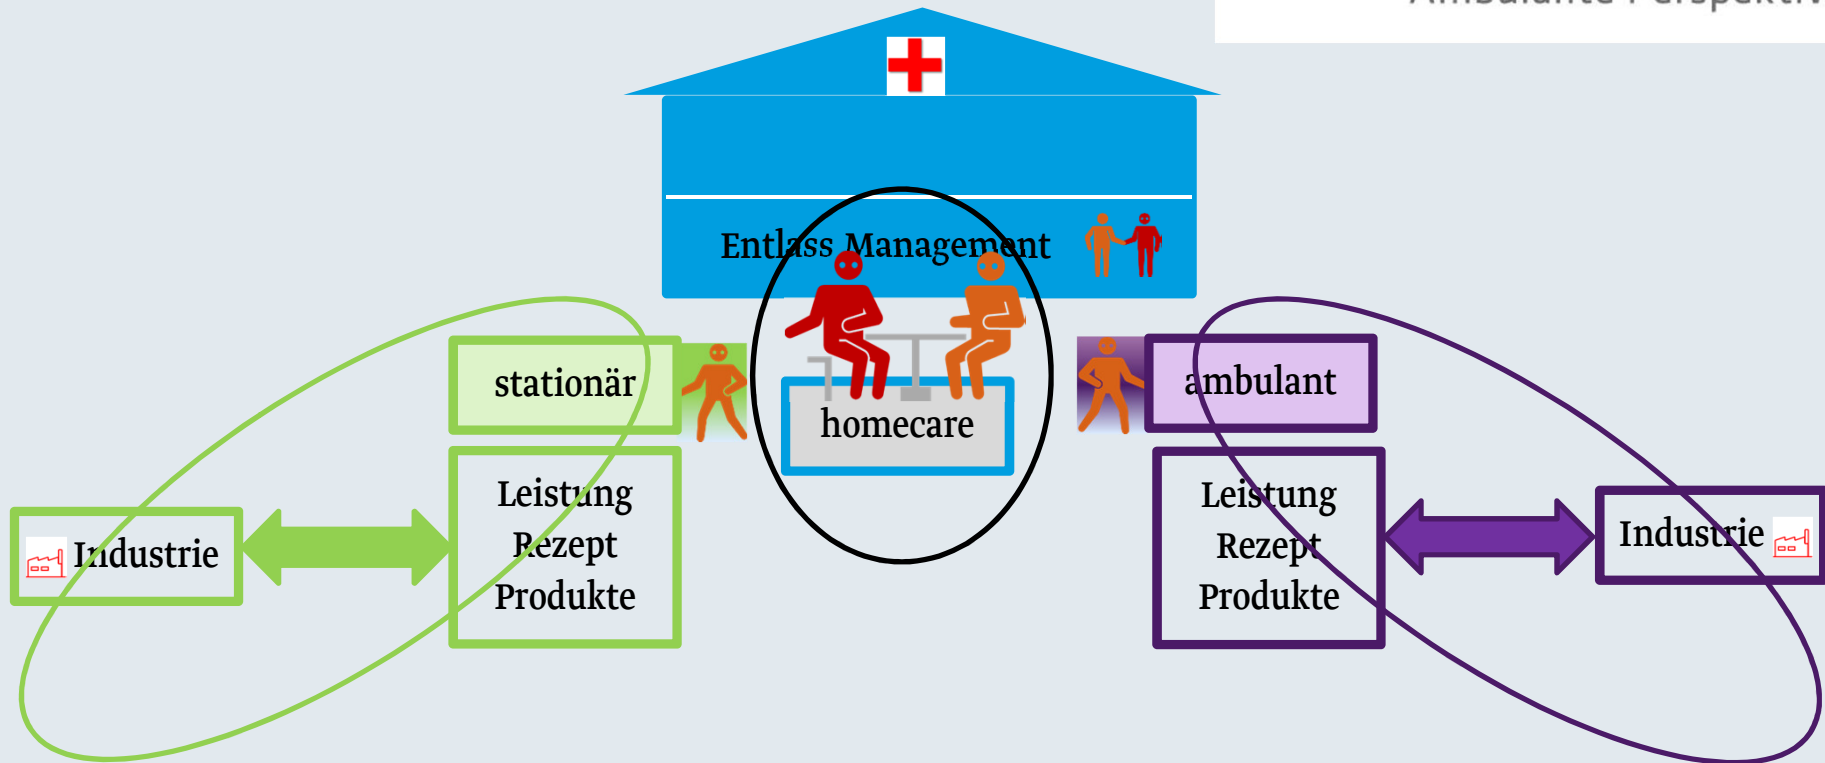 Entlass Management
stationär
homecare
ambulant
Leistung
Rezept
Produkte
Industrie
Leistung
Rezept
Produkte
Industrie